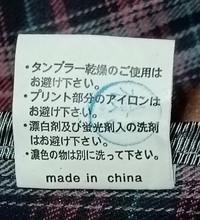 ・タンブラー乾燥のご使用は
お避け下さい。
・プリント部分のアイロンは
お避け下さい。
・漂白剤及び蛍光剤入の洗剤
はお避け下さい。
・濃色の物は別に洗って下さい。
made in china